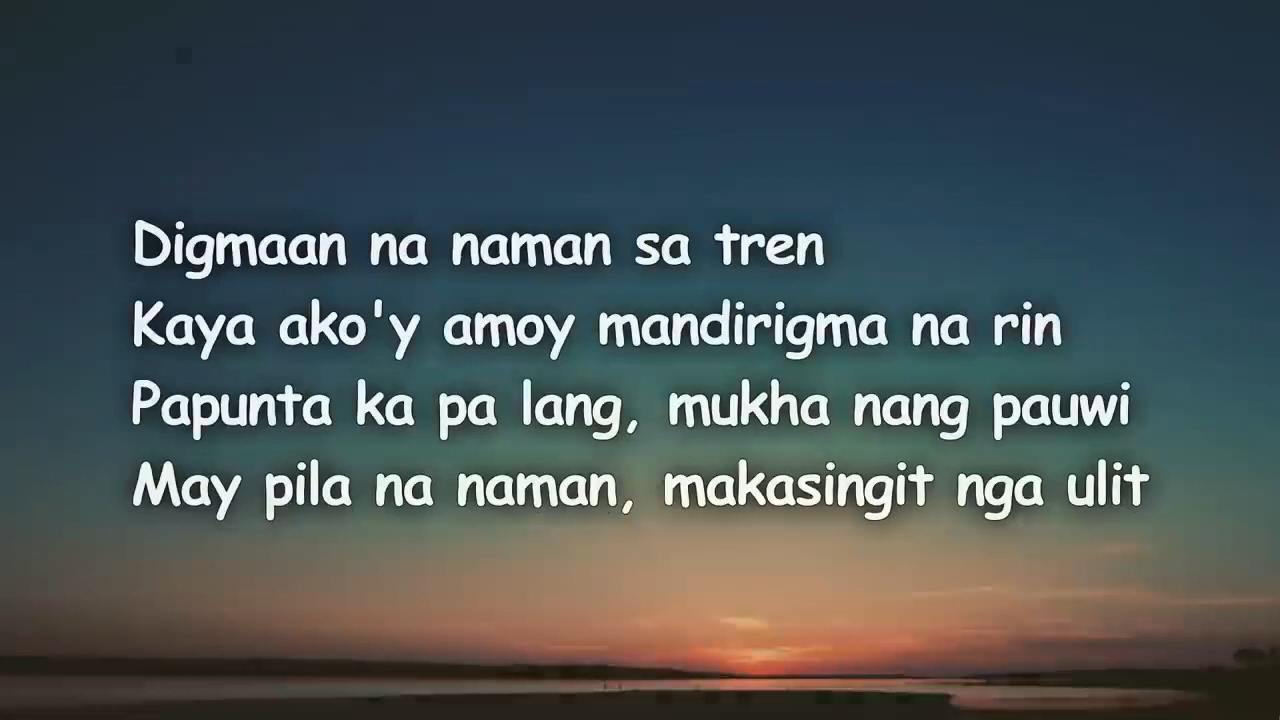 Digmaan na naman sa tren
Kaya ako'y amoy mandirigma na rin
Papunta ka pa lang, mukha nang pauwi
May pila na naman, makasingit nga ulit